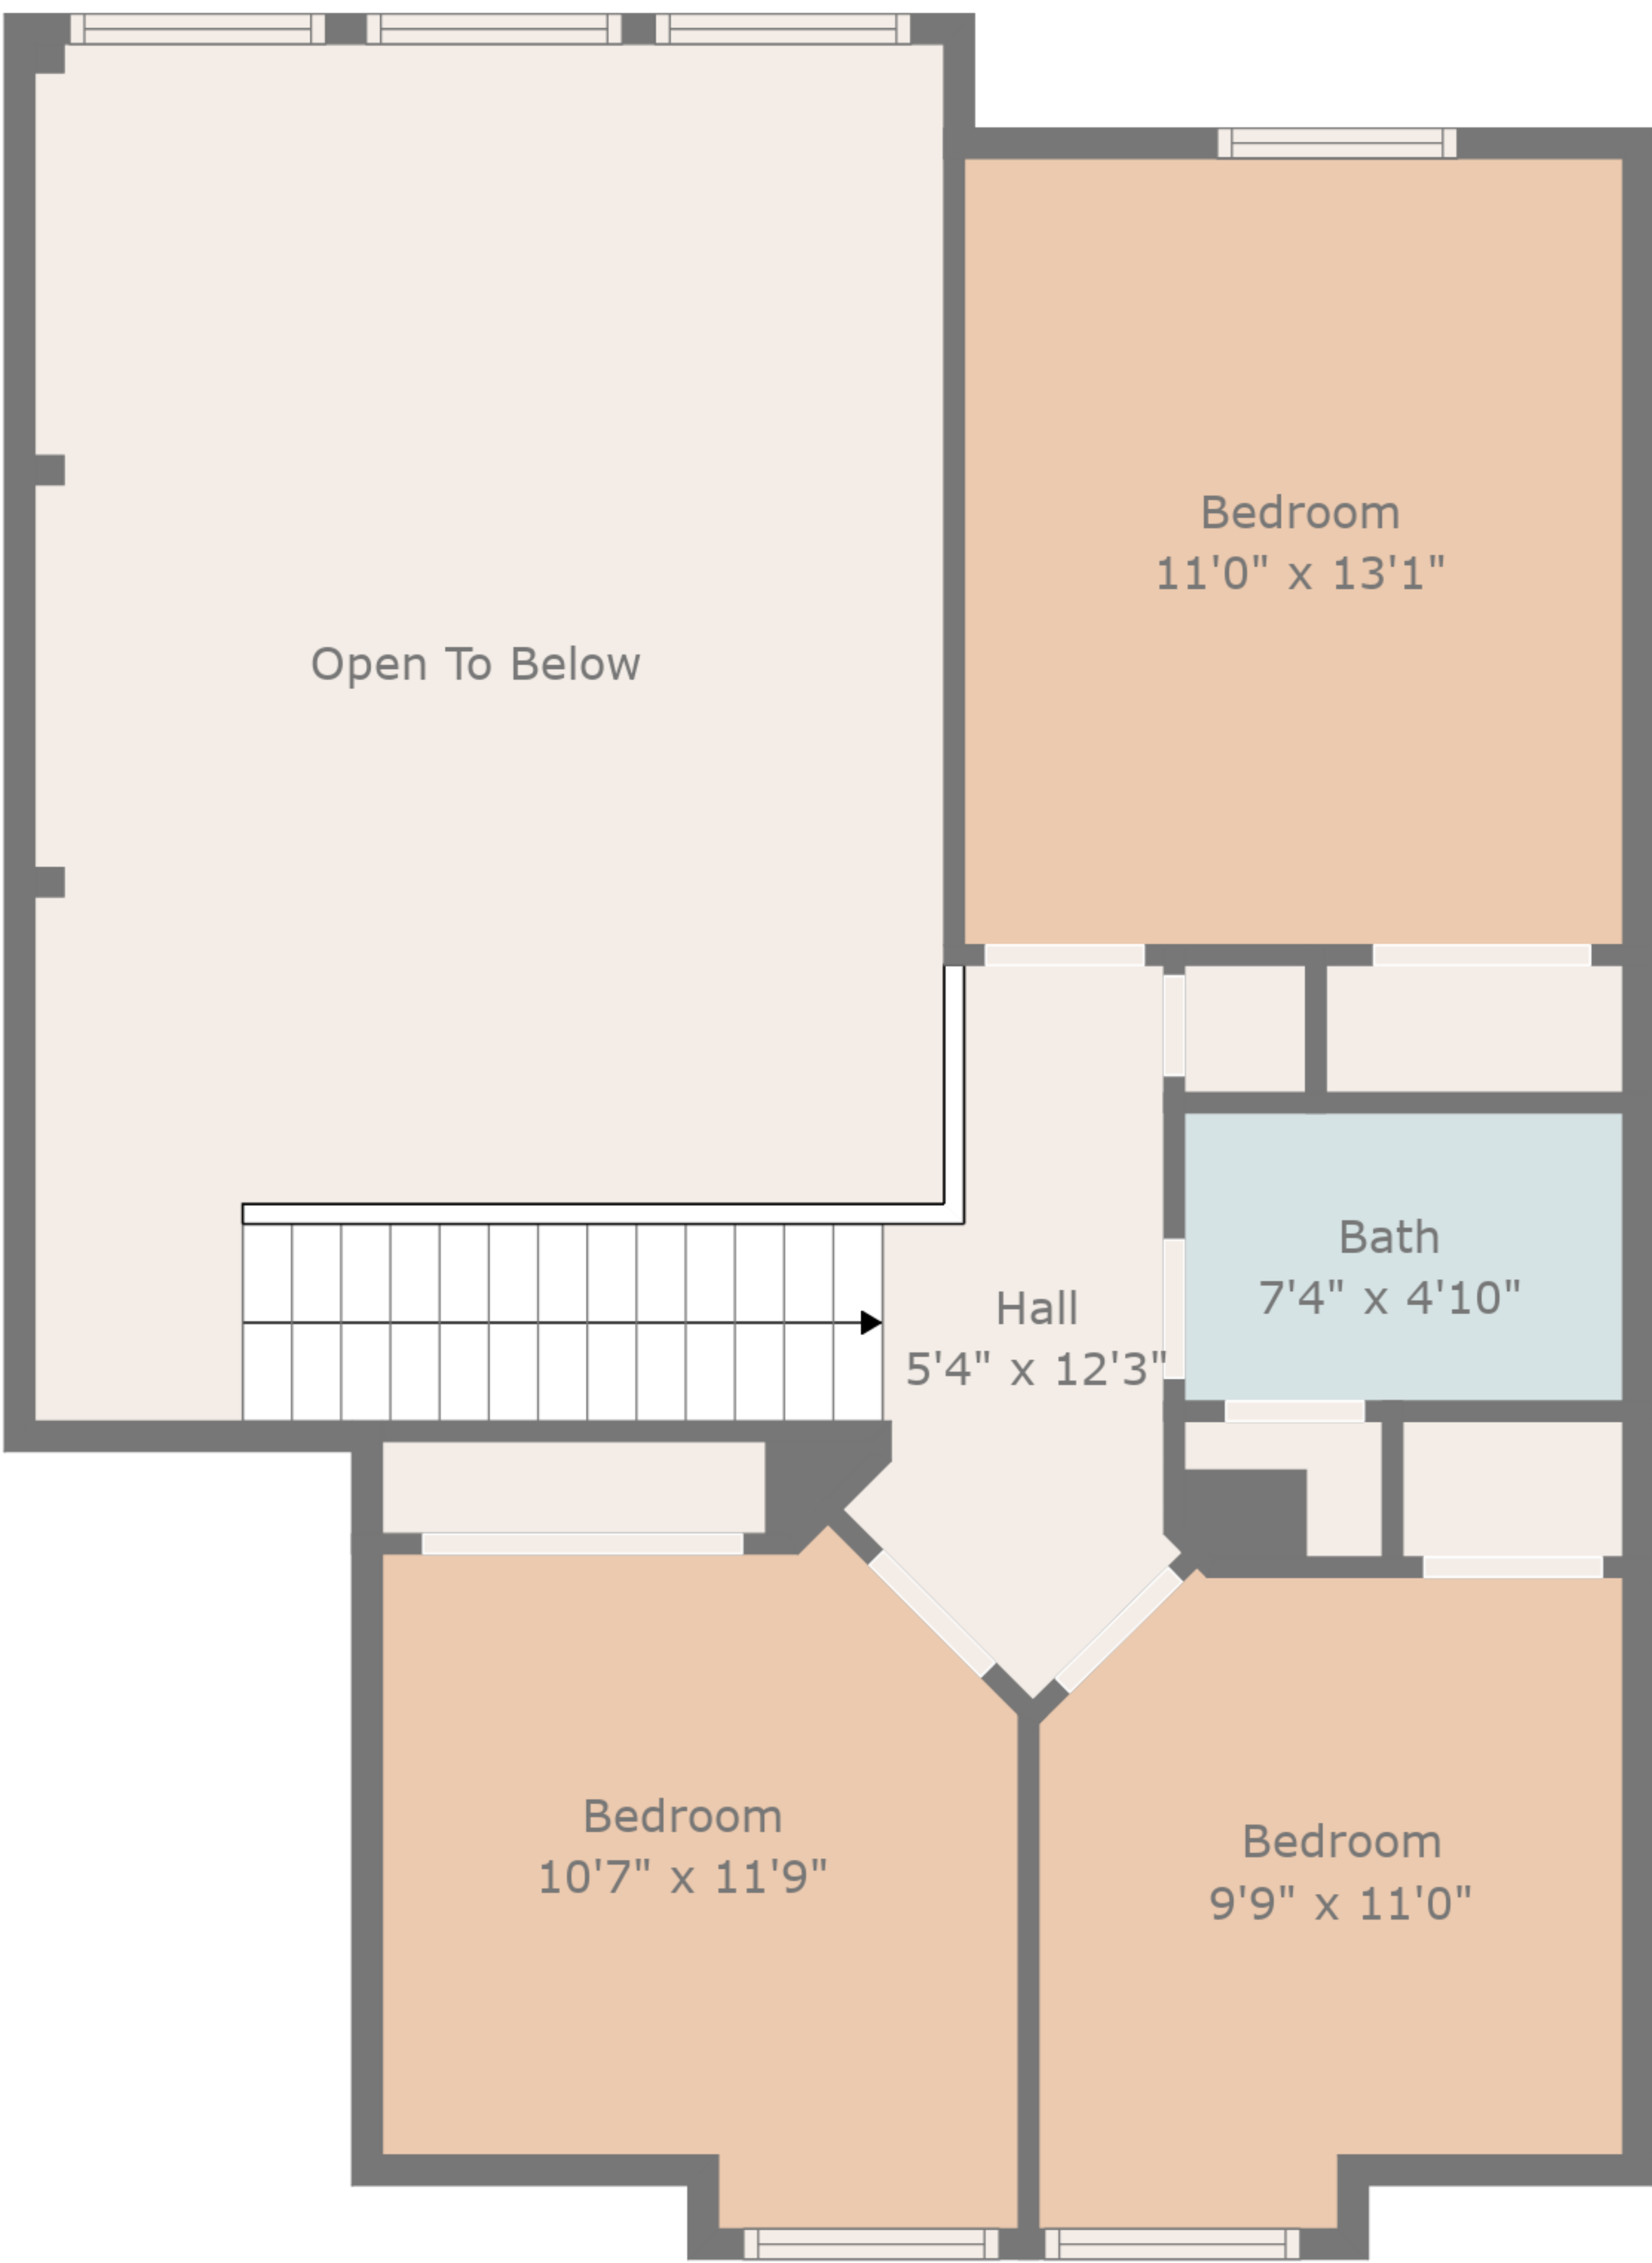 Bedroom
11'0" x 13'1"
Open To Below
Bath
7'4" x 4'10"
Hall
5'4" x 12'3"
Bedroom
10'7" x 11'9"
Bedroom
9'9" x 11'0"